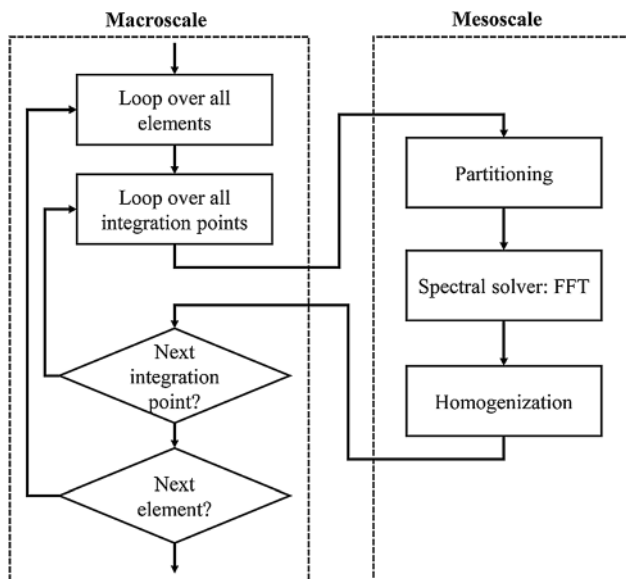 Macroscale
Mesoscale
Loop over all
elements
Loop over all
integration points
Next
integration
point?
Next
element?
Partitioning
Spectral solver: FFT
Homogenization